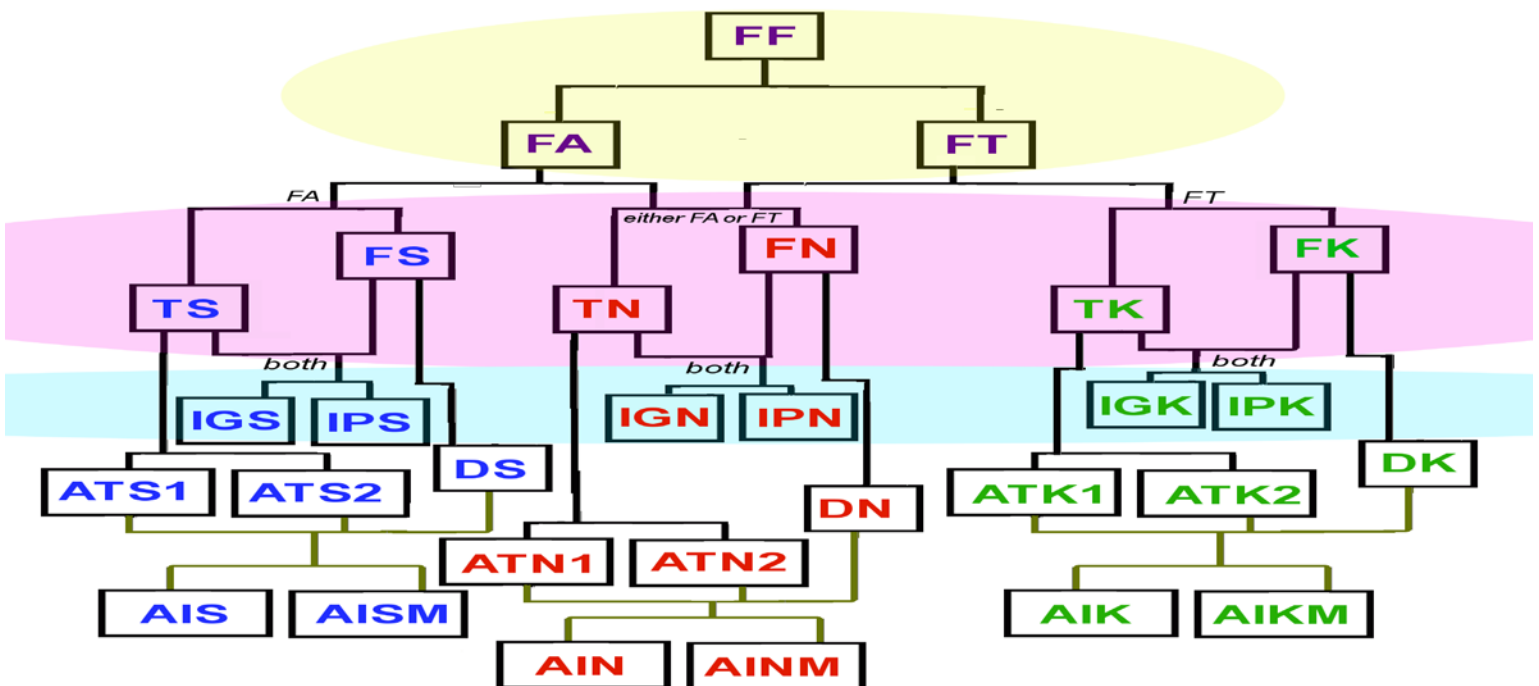 FF
FA FT
FA FT
either FA or FT
FS FN FK
TS TN TK
both both both
IGS IPS IGN IPN IGK IPK
DS DK
ATS1 ATS2 ATK1 ATK2
DN
ATN1 ATN2
AIS AISM AIK AIKM
AIN AINM